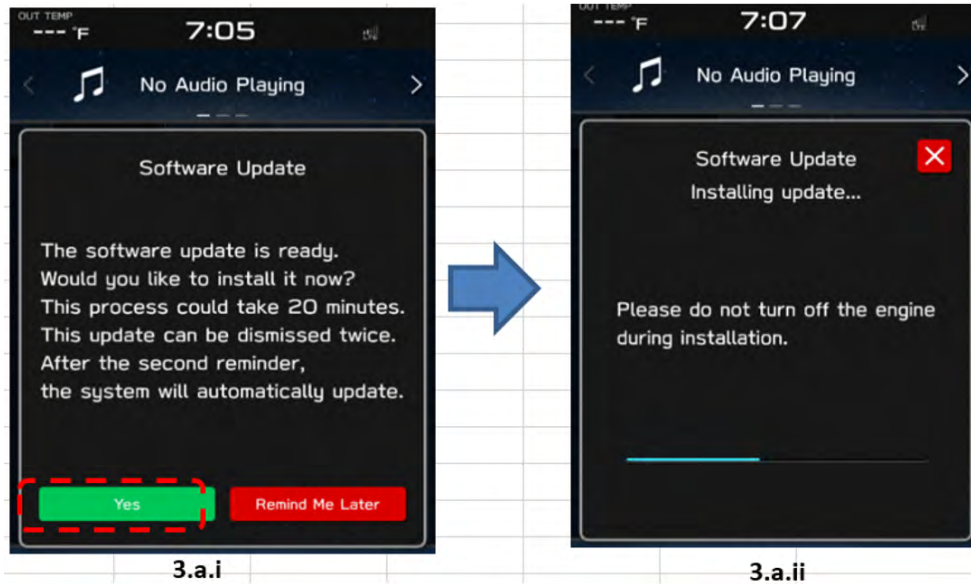 OUT TEMP
--- °F
7:05
LTE
No Audio Playing
Software Update
The software update is ready.
Would you like to install it now?
This process could take 20 minutes.
This update can be dismissed twice.
After the second reminder,
the system will automatically update.
Yes
Remind Me Later
3.a.i
OUT TEMP
--- °F
7:07
No Audio Playing
Software Update
Installing update...
Please do not turn off the engine
during installation.
3.a.ii